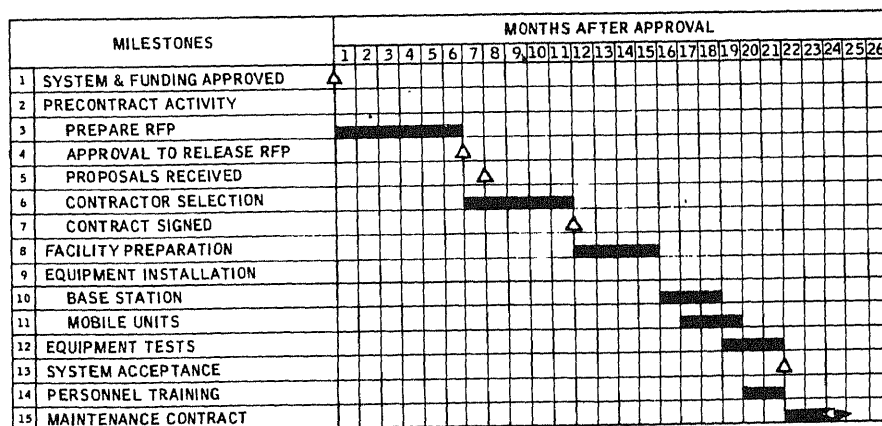 MILESTONES
MONTHS AFTER APPROVAL
1 2 3 4 5 6 7 8 9 10 11 12 13 14 15 16 17 18 19 20 21 22 23 24 25 26
1 SYSTEM & FUNDING APPROVED
2 PRECONTRACT ACTIVITY
3 PREPARE RFP
4 APPROVAL TO RELEASE RFP
5 PROPOSALS RECEIVED
6 CONTRACTOR SELECTION
7 CONTRACT SIGNED
8 FACILITY PREPARATION
9 EQUIPMENT INSTALLATION
10 BASE STATION
11 MOBILE UNITS
12 EQUIPMENT TESTS
13 SYSTEM ACCEPTANCE
14 PERSONNEL TRAINING
15 MAINTENANCE CONTRACT